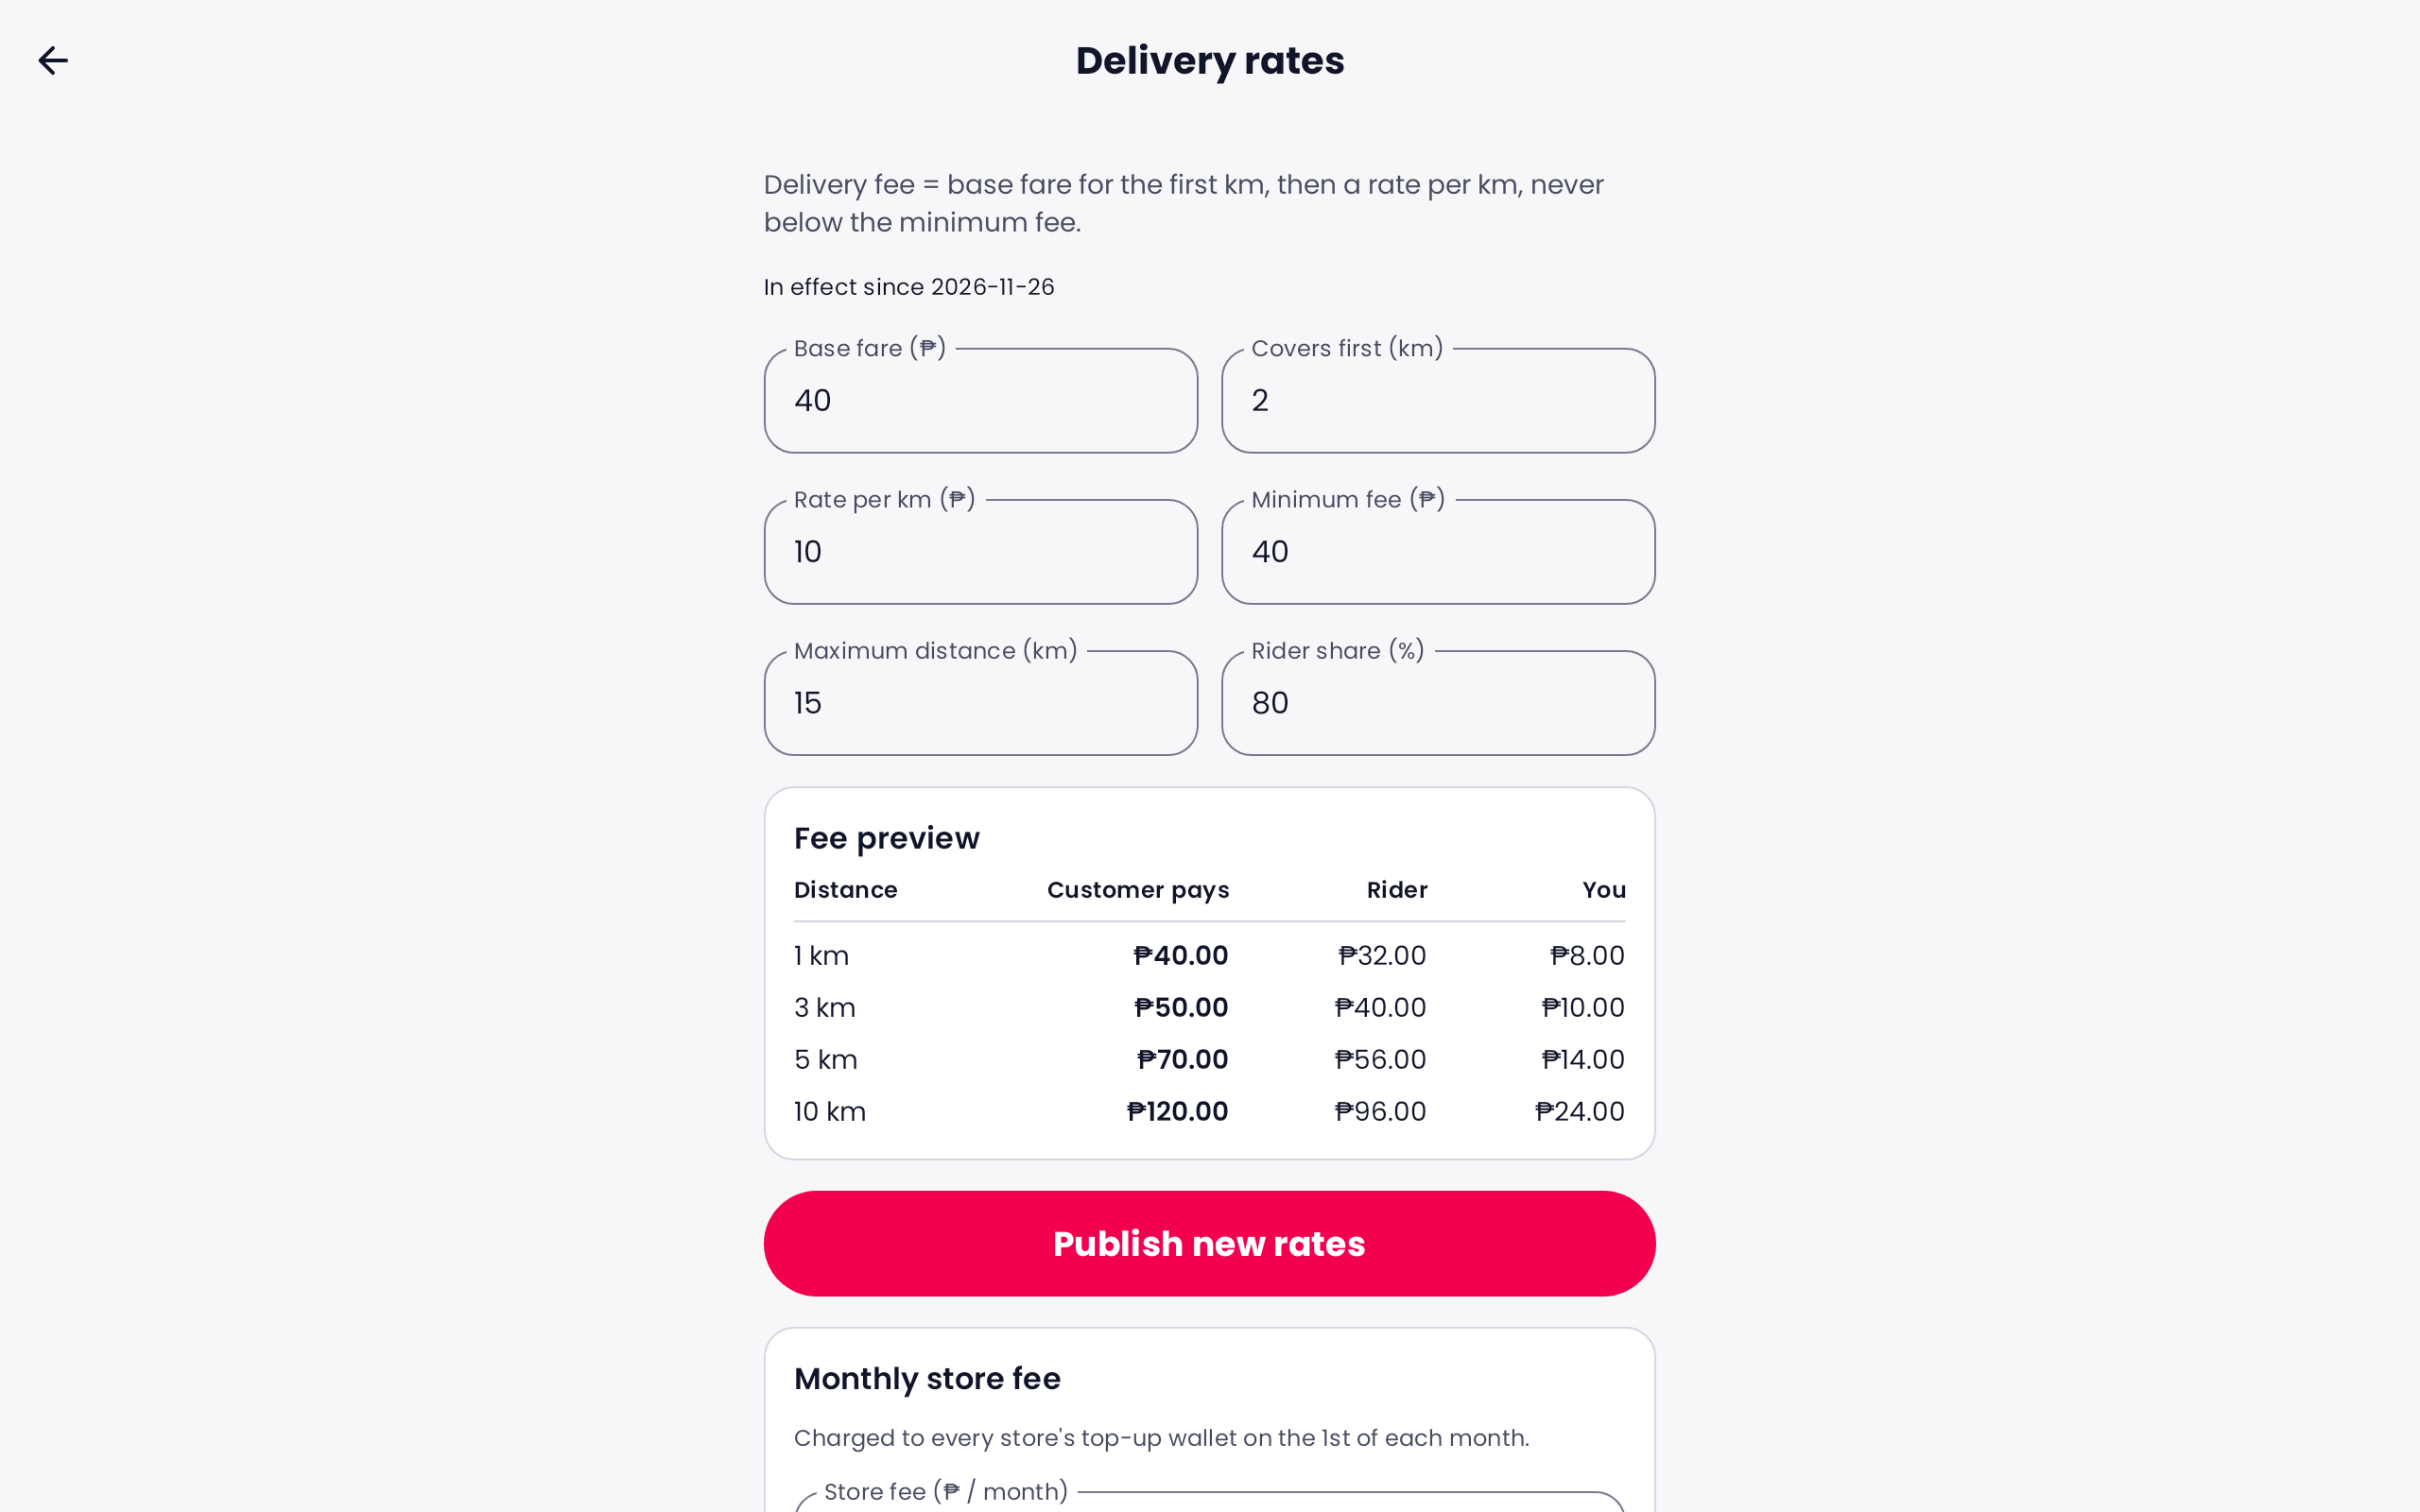 Delivery rates
Delivery fee = base fare for the first km, then a rate per km, never
below the minimum fee.
In effect since 2026-11-26
Base fare (₱) Covers first (km)
40 2
Rate per km (₱) Minimum fee (₱)
10 40
Maximum distance (km) Rider share (%)
15 80
Fee preview
Distance Customer pays Rider You
1 km ₱40.00 ₱32.00 ₱8.00
3 km ₱50.00 ₱40.00 ₱10.00
5 km ₱70.00 ₱56.00 ₱14.00
10 km ₱120.00 ₱96.00 ₱24.00
Publish new rates
Monthly store fee
Charged to every store's top-up wallet on the 1st of each month.
Store fee (₱ / month)